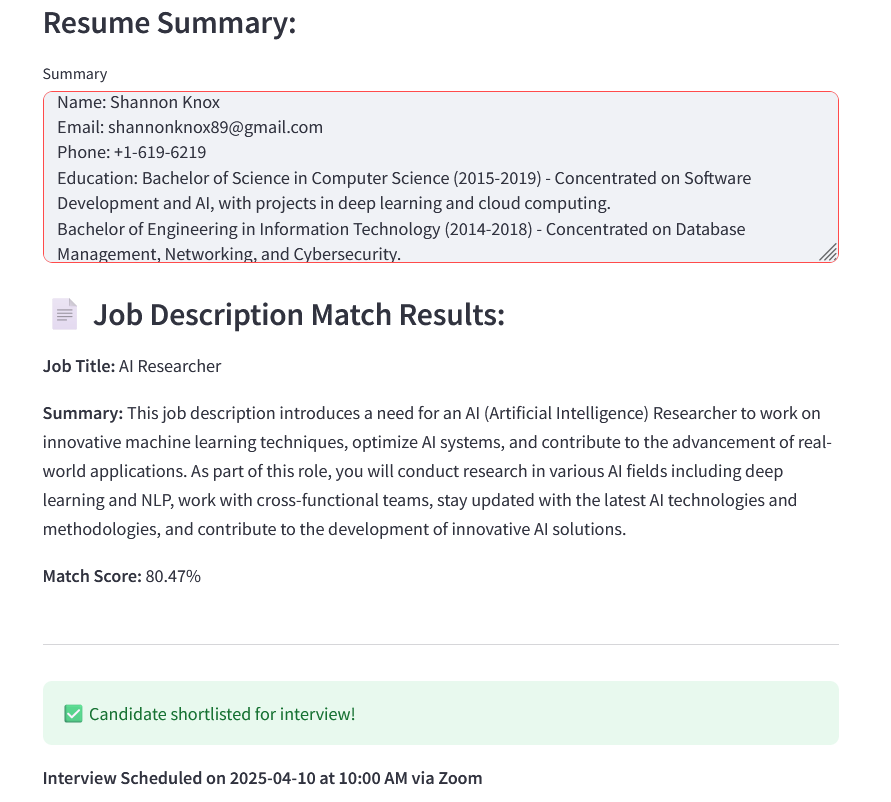 Resume Summary:
Summary
Name: Shannon Knox
Email: shannonknox89@gmail.com
Phone: +1-619-6219
Education: Bachelor of Science in Computer Science (2015-2019) - Concentrated on Software
Development and AI, with projects in deep learning and cloud computing.
Bachelor of Engineering in Information Technology (2014-2018) - Concentrated on Database
Management, Networking, and Cybersecurity.
Job Description Match Results:
Job Title: AI Researcher
Summary: This job description introduces a need for an AI (Artificial Intelligence) Researcher to work on
innovative machine learning techniques, optimize AI systems, and contribute to the advancement of real-
world applications. As part of this role, you will conduct research in various AI fields including deep
learning and NLP, work with cross-functional teams, stay updated with the latest AI technologies and
methodologies, and contribute to the development of innovative AI solutions.
Match Score: 80.47%
Candidate shortlisted for interview!
Interview Scheduled on 2025-04-10 at 10:00 AM via Zoom